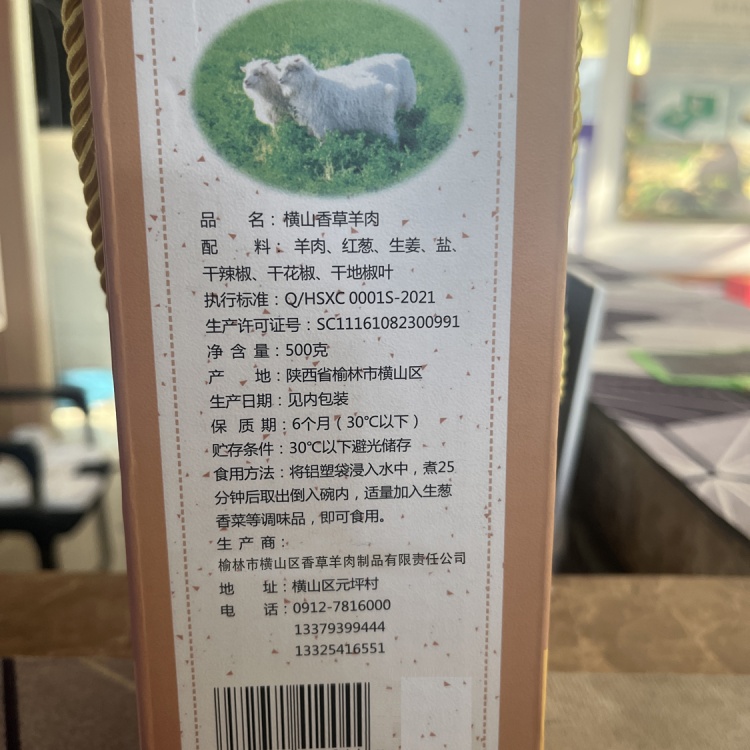 品 名：横山香草羊肉
配 料：羊肉、红葱、生姜、盐、
干辣椒、干花椒、干地椒叶
执行标准：Q/HSXC 0001S-2021
生产许可证号：SC11161082300991
净 含 量：500克
产 地：陕西省榆林市横山区
生产日期：见内包装
保 质 期：6个月（30℃以下）
贮存条件：30℃以下避光储存
食用方法：将铝塑袋浸入水中，煮25
分钟后取出倒入碗内，适量加入生葱
香菜等调味品，即可食用。
生 产 商：
榆林市横山区香草羊肉制品有限责任公司
地 址：横山区元坪村
电 话：0912-7816000
13379399444
13325416551